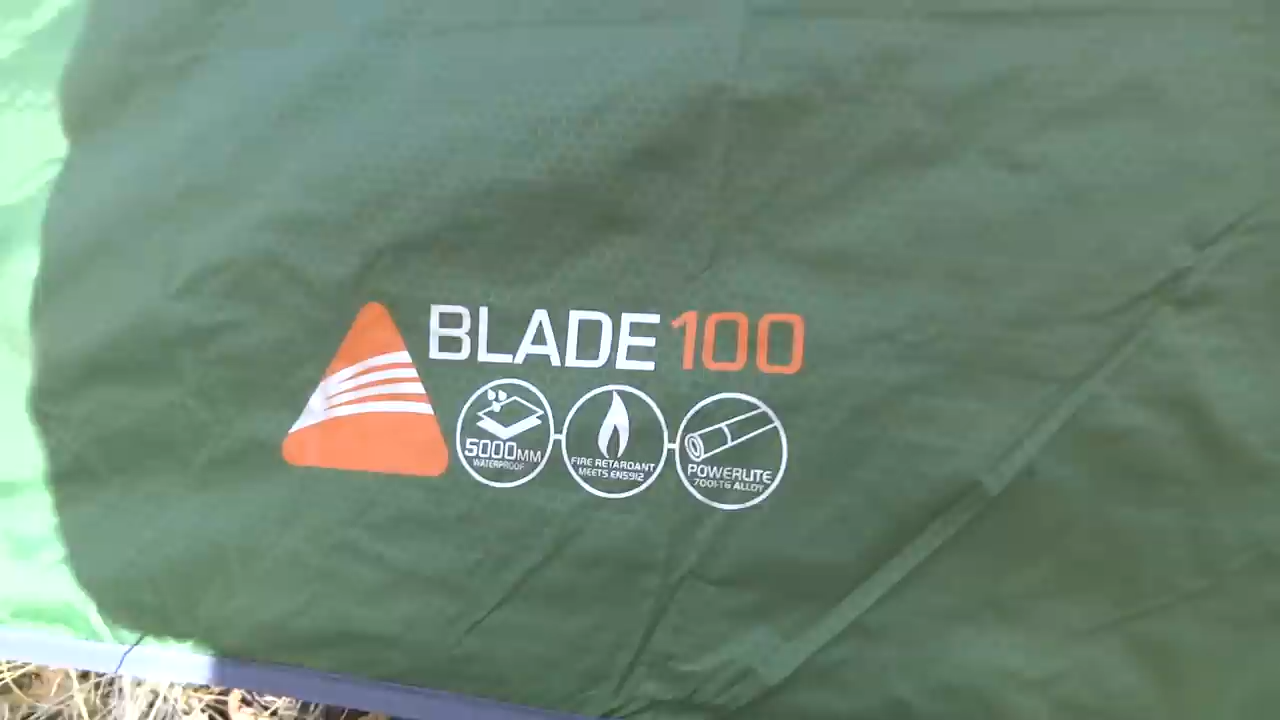 BLADE 100
5000MM
WATERPROOF
FIRE RETARDANT
MEETS EN5912
POWERLITE
7001-T6 ALLOY